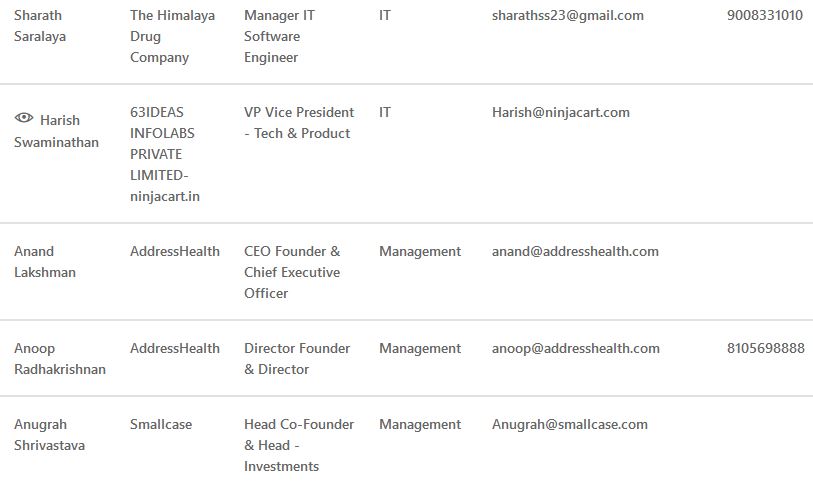 Sharath Saralaya The Himalaya Drug Company Manager IT Software Engineer IT sharathss23@gmail.com 9008331010
Harish Swaminathan 63IDEAS INFOLABS PRIVATE LIMITED-ninjacart.in VP Vice President - Tech & Product IT Harish@ninjacart.com
Anand Lakshman AddressHealth CEO Founder & Chief Executive Officer Management anand@addresshealth.com
Anoop Radhakrishnan AddressHealth Director Founder & Director Management anoop@addresshealth.com 8105698888
Anugrah Shrivastava Smallcase Head Co-Founder & Head - Investments Management Anugrah@smallcase.com